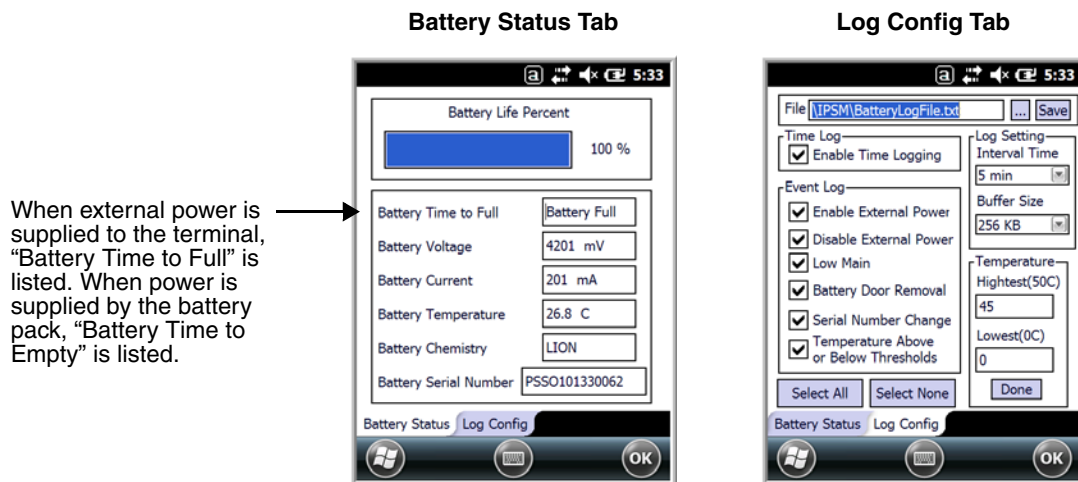 Battery Status Tab
Log Config Tab
When external power is
supplied to the terminal,
“Battery Time to Full” is
listed. When power is
supplied by the battery
pack, “Battery Time to
Empty” is listed.
a 5:33
Battery Life Percent
100 %
Battery Time to Full Battery Full
Battery Voltage 4201 mV
Battery Current 201 mA
Battery Temperature 26.8 C
Battery Chemistry LION
Battery Serial Number PSSO101330062
Battery Status Log Config
OK
a 5:33
File \IPSM\BatteryLogFile.txt ... Save
Time Log
Enable Time Logging
Event Log
Enable External Power
Disable External Power
Low Main
Battery Door Removal
Serial Number Change
Temperature Above
or Below Thresholds
Select All Select None
Log Setting
Interval Time
5 min
Buffer Size
256 KB
Temperature
Hightest(50C)
45
Lowest(0C)
0
Done
Battery Status Log Config
OK